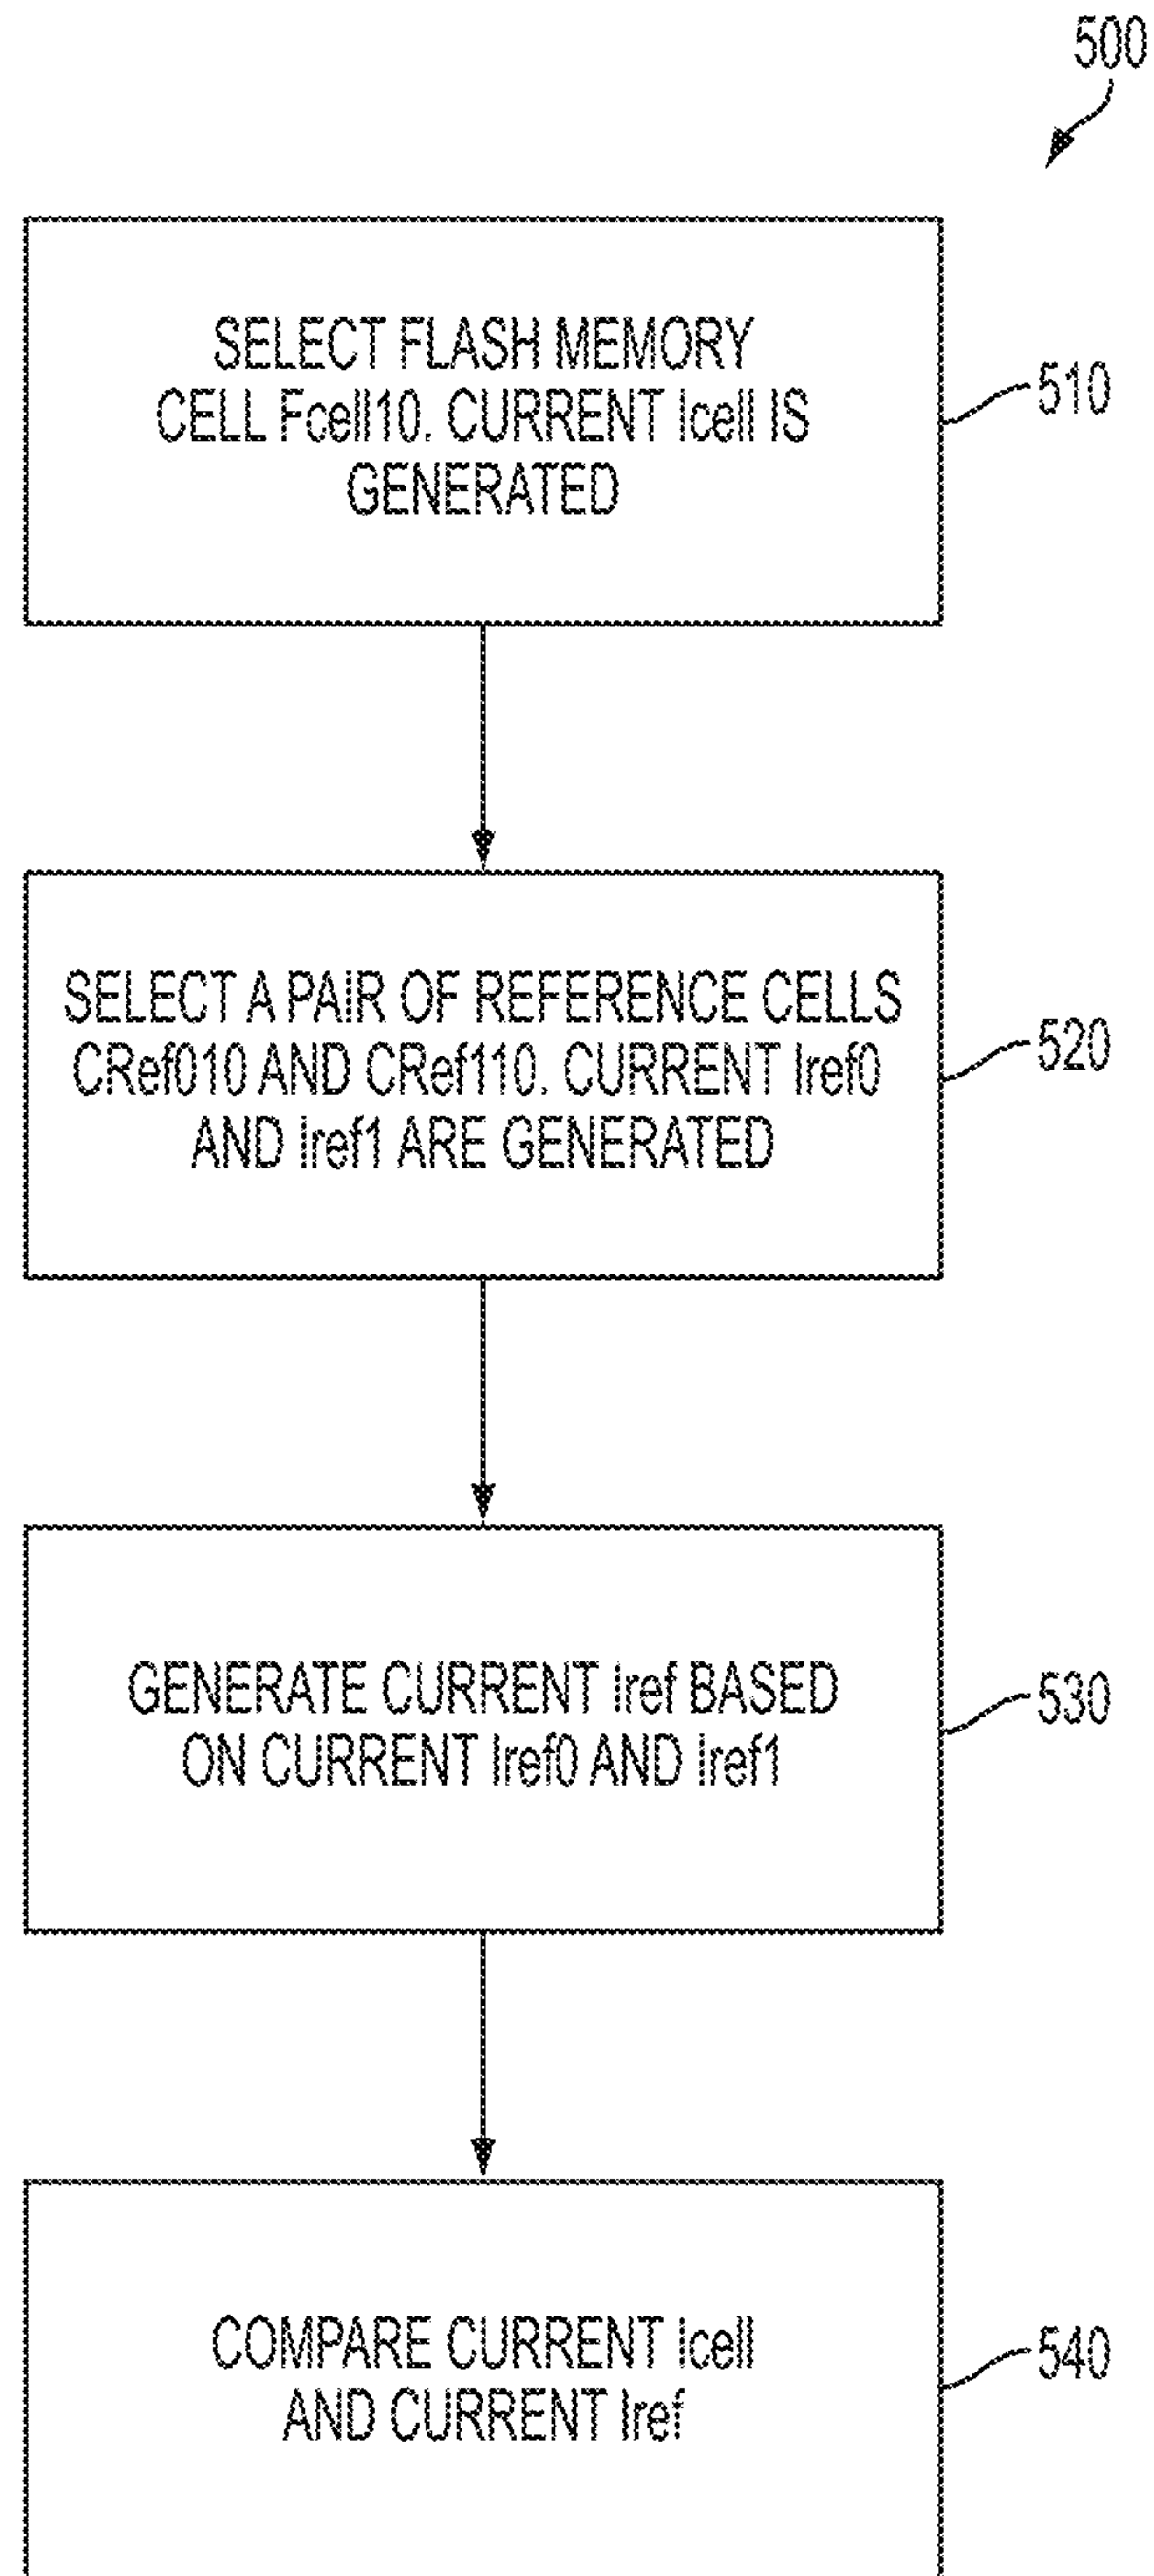 500
SELECT FLASH MEMORY
CELL Fcell10. CURRENT Icell IS
GENERATED
510
SELECT A PAIR OF REFERENCE CELLS
CRef010 AND CRef110. CURRENT Iref0
AND Iref1 ARE GENERATED
520
GENERATE CURRENT Iref BASED
ON CURRENT Iref0 AND Iref1
530
COMPARE CURRENT Icell
AND CURRENT Iref
540